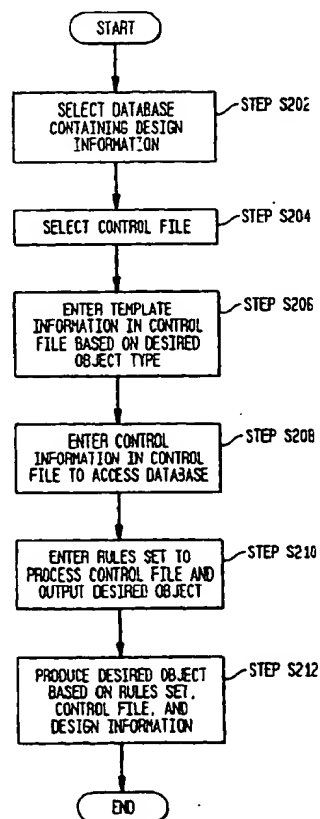 START
SELECT DATABASE
CONTAINING DESIGN
INFORMATION
STEP S202
SELECT CONTROL FILE
STEP S204
ENTER TEMPLATE
INFORMATION IN CONTROL
FILE BASED ON DESIRED
OBJECT TYPE
STEP S206
ENTER CONTROL
INFORMATION IN CONTROL
FILE TO ACCESS DATABASE
STEP S208
ENTER RULES SET TO
PROCESS CONTROL FILE AND
OUTPUT DESIRED OBJECT
STEP S210
PRODUCE DESIRED OBJECT
BASED ON RULES SET,
CONTROL FILE, AND
DESIGN INFORMATION
STEP S212
END